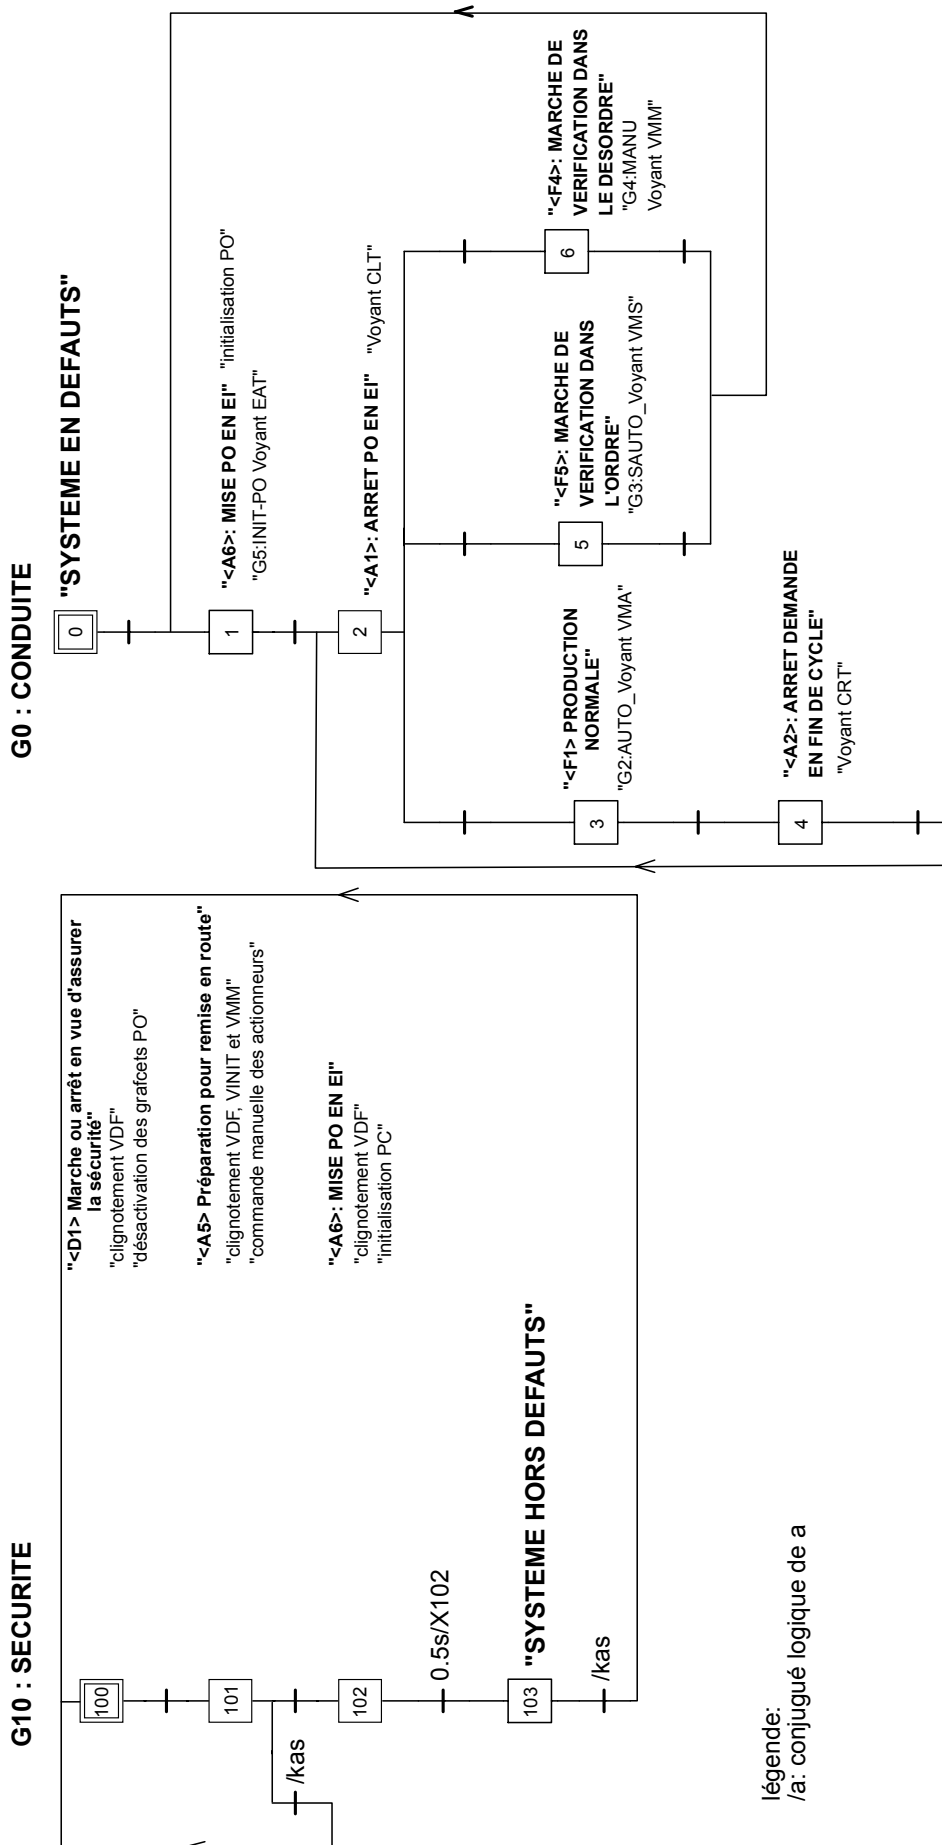 G10 : SECURITE
100
"<D1> Marche ou arrêt en vue d'assurer
la sécurité"
"clignotement VDF"
"désactivation des grafcets PO"
101
"<A5> Préparation pour remise en route"
"clignotement VDF, VINIT et VMM"
"commande manuelle des actionneurs"
/kas
102
"<A6>: MISE PO EN EI"
"clignotement VDF"
"initialisation PC"
0.5s/X102
103
"SYSTEME HORS DEFAUTS"
/kas
légende:
/a: conjugué logique de a
G0 : CONDUITE
0
"SYSTEME EN DEFAUTS"
1
"<A6>: MISE PO EN EI" "initialisation PO"
"G5:INIT-PO Voyant EAT"
2
"<A1>: ARRET PO EN EI" "Voyant CLT"
3
"<F1> PRODUCTION
NORMALE"
"G2:AUTO_Voyant VMA"
4
"<A2>: ARRET DEMANDE
EN FIN DE CYCLE"
"Voyant CRT"
5
"<F5>: MARCHE DE
VERIFICATION DANS
L'ORDRE"
"G3:SAUTO_Voyant VMS"
6
"<F4>: MARCHE DE
VERIFICATION DANS
LE DESORDRE"
"G4:MANU
Voyant VMM"